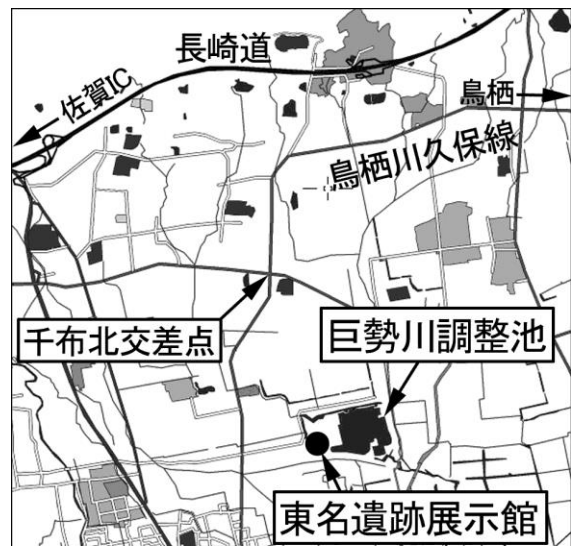 長崎道
佐賀IC
鳥栖
鳥栖川久保線
千布北交差点
巨勢川調整池
東名遺跡展示館